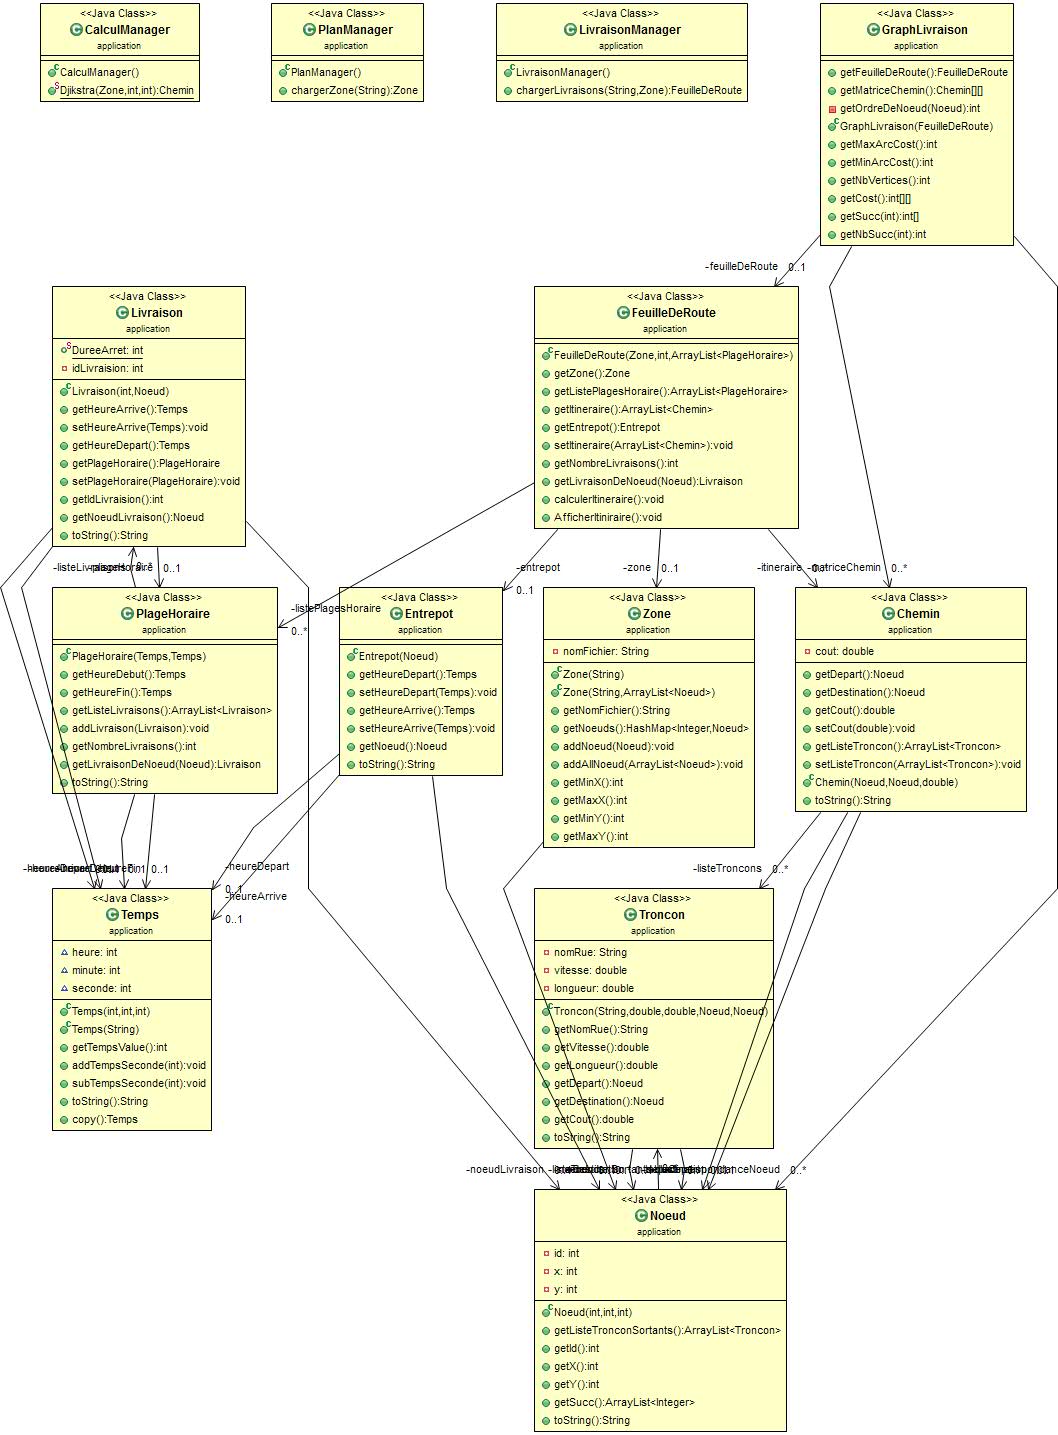 <<Java Class>>
CalculManager
application
CalculManager()
Djikstra(Zone,int,int):Chemin
<<Java Class>>
PlanManager
application
PlanManager()
chargerZone(String):Zone
<<Java Class>>
LivraisonManager
application
LivraisonManager()
chargerLivraisons(String,Zone):FeuilleDeRoute
<<Java Class>>
GraphLivraison
application
getFeuilleDeRoute():FeuilleDeRoute
getMatriceChemin():Chemin[][]
getOrdreDeNoeud(Noeud):int
GraphLivraison(FeuilleDeRoute)
getMaxArcCost():int
getMinArcCost():int
getNbVertices():int
getCost():int[][]
getSucc(int):int[]
getNbSucc(int):int
-feuilleDeRoute 0..1
<<Java Class>>
Livraison
application
DureeArret: int
idLivraision: int
Livraison(int,Noeud)
getHeureArrive():Temps
setHeureArrive(Temps):void
getHeureDepart():Temps
getPlageHoraire():PlageHoraire
setPlageHoraire(PlageHoraire):void
getIdLivraision():int
getNoeudLivraison():Noeud
toString():String
<<Java Class>>
FeuilleDeRoute
application
FeuilleDeRoute(Zone,int,ArrayList<PlageHoraire>)
getZone():Zone
getListePlagesHoraire():ArrayList<PlageHoraire>
getItineraire():ArrayList<Chemin>
getEntrepot():Entrepot
setItineraire(ArrayList<Chemin>):void
getNombreLivraisons():int
getLivraisonDeNoeud(Noeud):Livraison
calculerItineraire():void
AfficherItiniraire():void
0..1
-entrepot
0..1
-zone 0..1
-itineraire
-matriceChemin 0..*
-listePlagesHoraire
0..*
<<Java Class>>
PlageHoraire
application
PlageHoraire(Temps,Temps)
getHeureDebut():Temps
getHeureFin():Temps
getListeLivraisons():ArrayList<Livraison>
addLivraison(Livraison):void
getNombreLivraisons():int
getLivraisonDeNoeud(Noeud):Livraison
toString():String
<<Java Class>>
Entrepot
application
Entrepot(Noeud)
getHeureDepart():Temps
setHeureDepart(Temps):void
getHeureArrive():Temps
setHeureArrive(Temps):void
getNoeud():Noeud
toString():String
<<Java Class>>
Zone
application
nomFichier: String
Zone(String)
Zone(String,ArrayList<Noeud>)
getNomFichier():String
getNoeuds():HashMap<Integer,Noeud>
addNoeud(Noeud):void
addAllNoeud(ArrayList<Noeud>):void
getMinX():int
getMaxX():int
getMinY():int
getMaxY():int
<<Java Class>>
Chemin
application
cout: double
getDepart():Noeud
getDestination():Noeud
getCout():double
setCout(double):void
getListeTroncon():ArrayList<Troncon>
setListeTroncon(ArrayList<Troncon>):void
Chemin(Noeud,Noeud,double)
toString():String
0..1
-heureDepart
0..1
-heureArrive
0..1
-listeTroncons 0..*
<<Java Class>>
Temps
application
heure: int
minute: int
seconde: int
Temps(int,int,int)
Temps(String)
getTempsValue():int
addTempsSeconde(int):void
subTempsSeconde(int):void
toString():String
copy():Temps
<<Java Class>>
Troncon
application
nomRue: String
vitesse: double
longueur: double
Troncon(String,double,double,Noeud,Noeud)
getNomRue():String
getVitesse():double
getLongueur():double
getDepart():Noeud
getDestination():Noeud
getCout():double
toString():String
-noeudLivraison
0..*
<<Java Class>>
Noeud
application
id: int
x: int
y: int
Noeud(int,int,int)
getListeTronconSortants():ArrayList<Troncon>
getId():int
getX():int
getY():int
getSucc():ArrayList<Integer>
toString():String